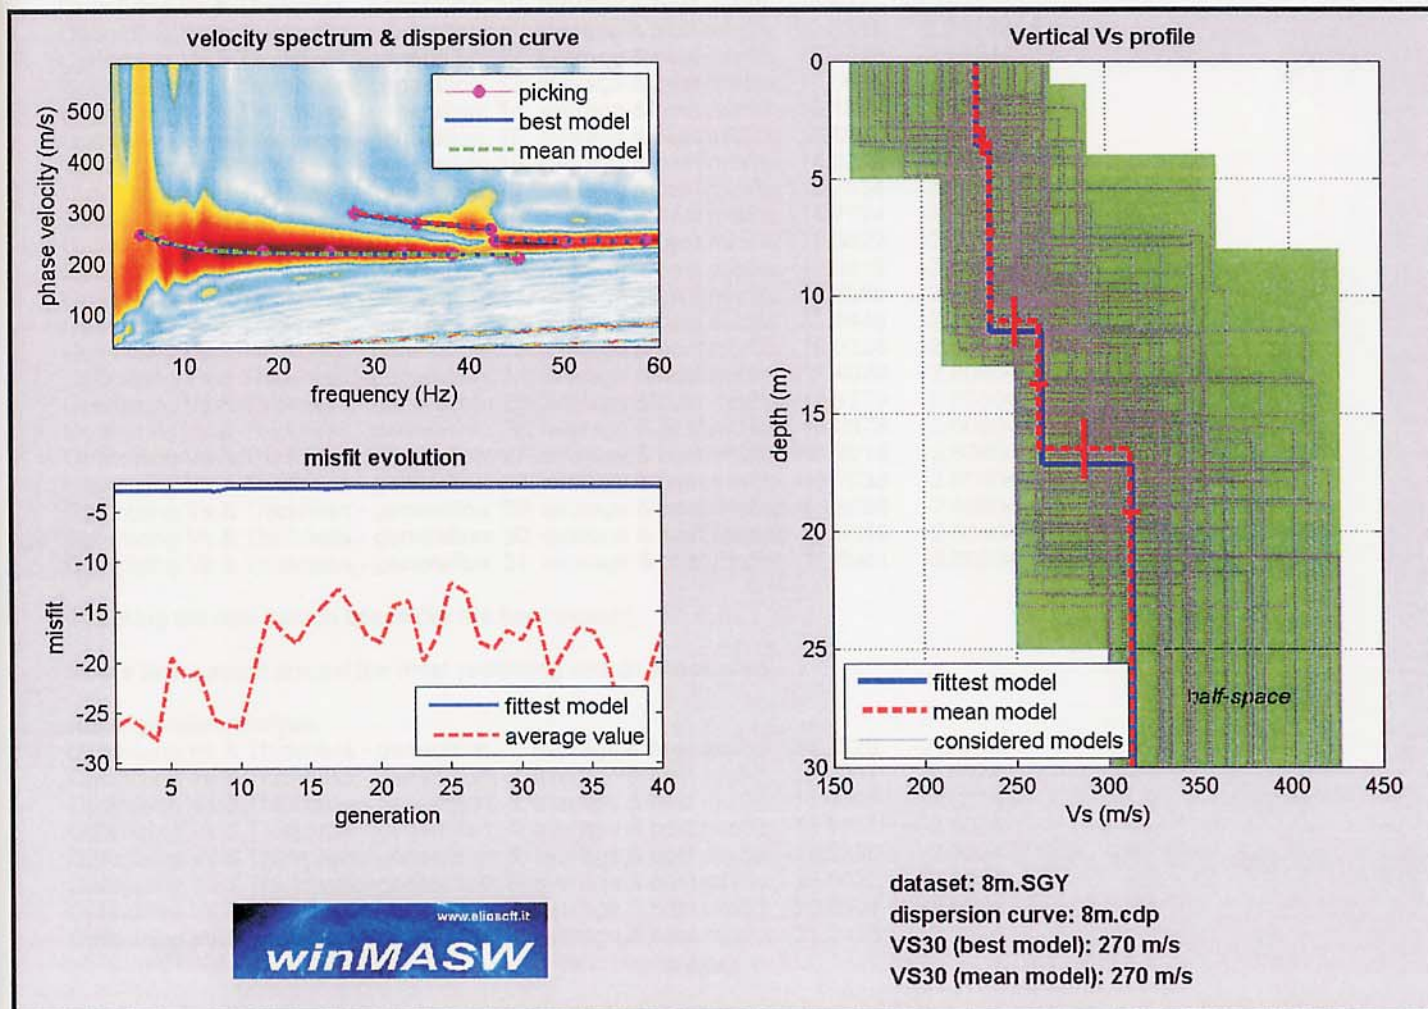 velocity spectrum & dispersion curve
phase velocity (m/s)
500
400
300
200
100
picking
best model
mean model
10
20
30
40
50
60
frequency (Hz)
misfit evolution
misfit
-5
-10
-15
-20
-25
-30
fittest model
average value
5
10
15
20
25
30
35
40
generation
www.eliosoft.it
winMASW
Vertical Vs profile
depth (m)
0
5
10
15
20
25
30
fittest model
mean model
considered models
half-space
150
200
250
300
350
400
450
Vs (m/s)
dataset: 8m.SGY
dispersion curve: 8m.cdp
VS30 (best model): 270 m/s
VS30 (mean model): 270 m/s